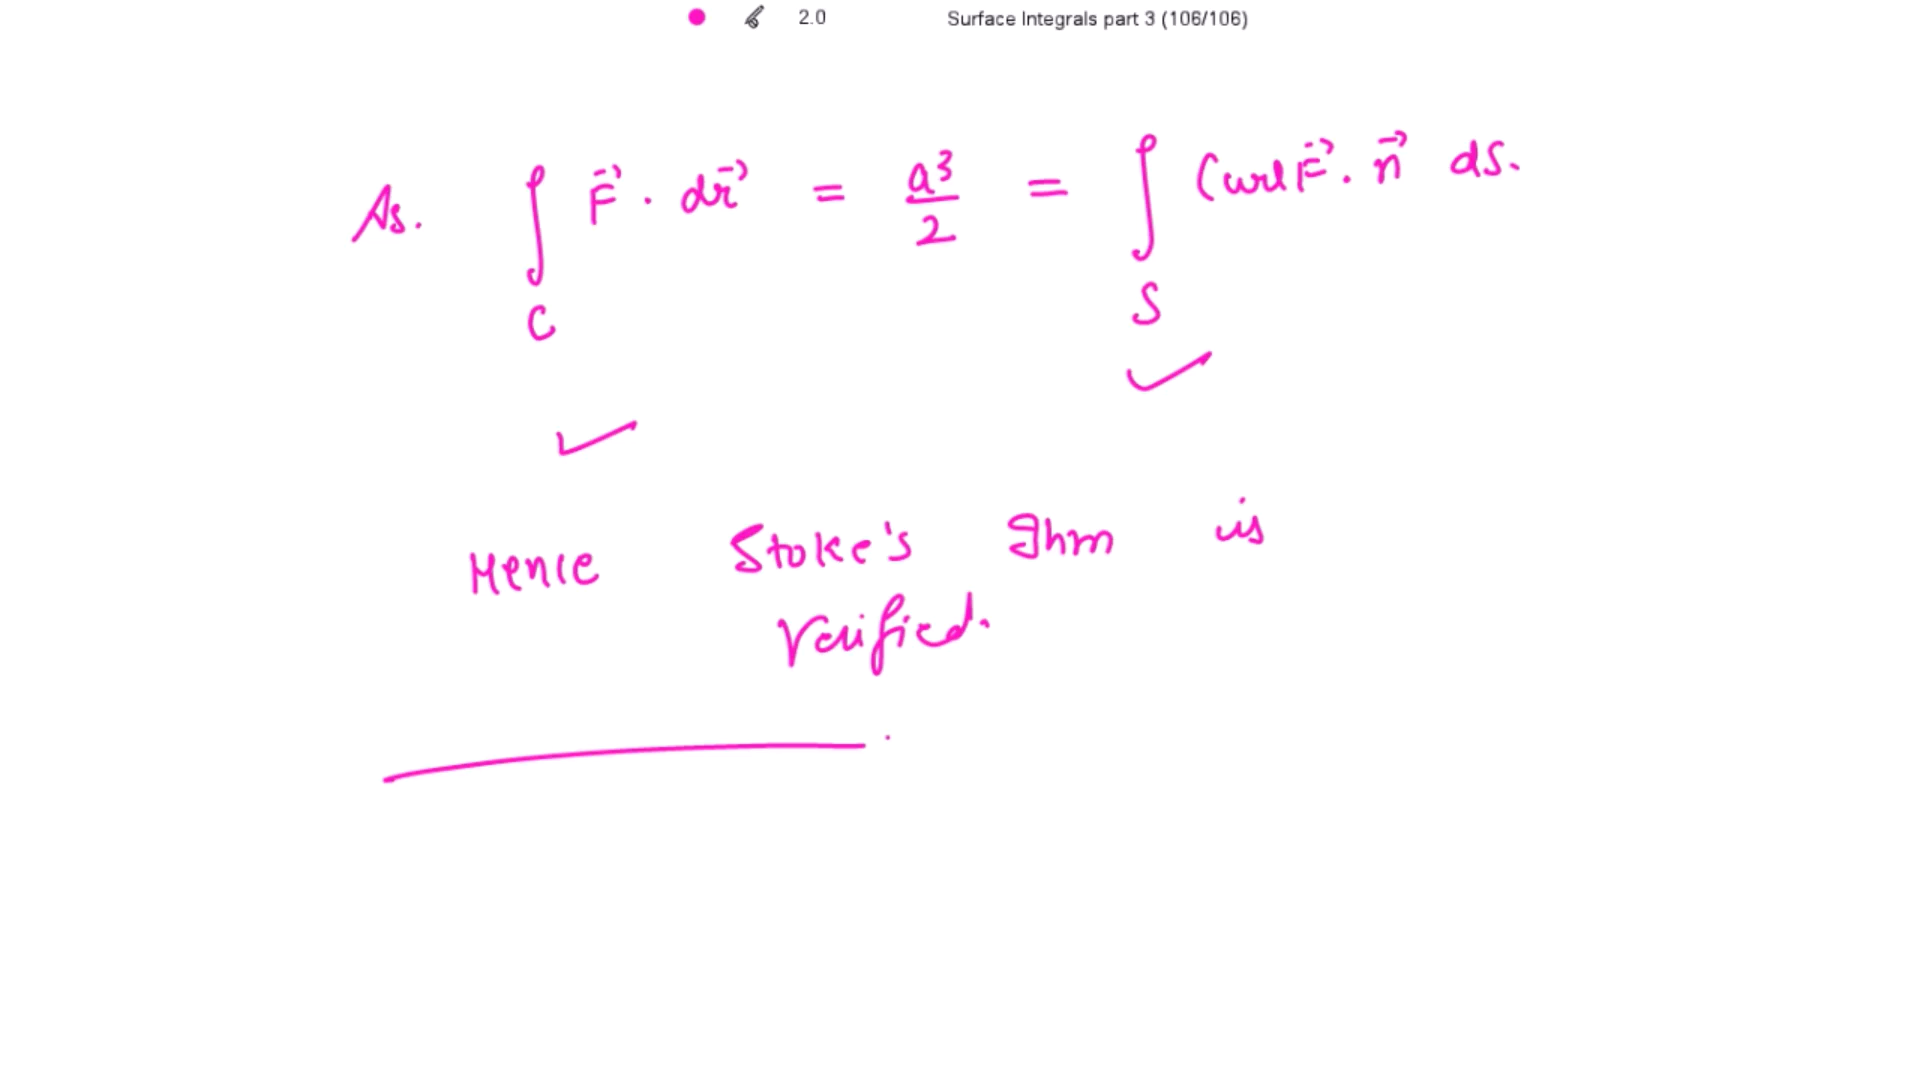 2.0 Surface Integrals part 3 (106/106)
As. ∫_C F⃗ . dr⃗ = a³/2 = ∫_S Curl F⃗ . n⃗ ds.
Hence Stoke's Thm is
Verified.